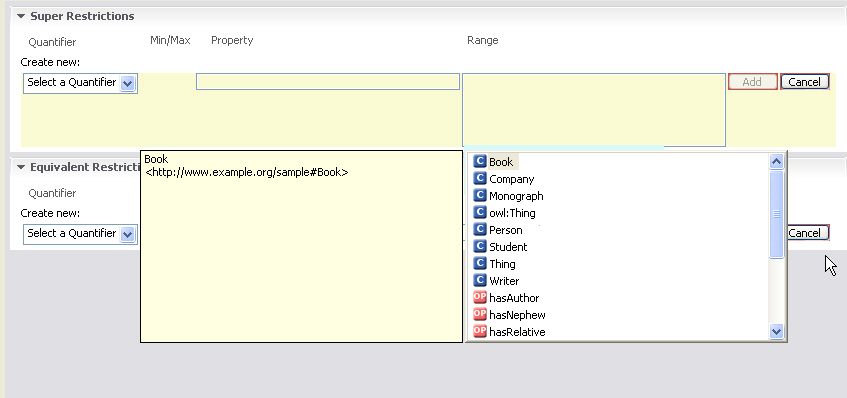 Super Restrictions
Quantifier Min/Max Property Range
Create new:
Select a Quantifier Add Cancel
Book
<http://www.example.org/sample#Book>
C Book
C Company
C Monograph
C owl:Thing
C Person
C Student
C Thing
C Writer
OP hasAuthor
OP hasNephew
OP hasRelative
Equivalent Restricti
Quantifier
Create new:
Select a Quantifier Cancel